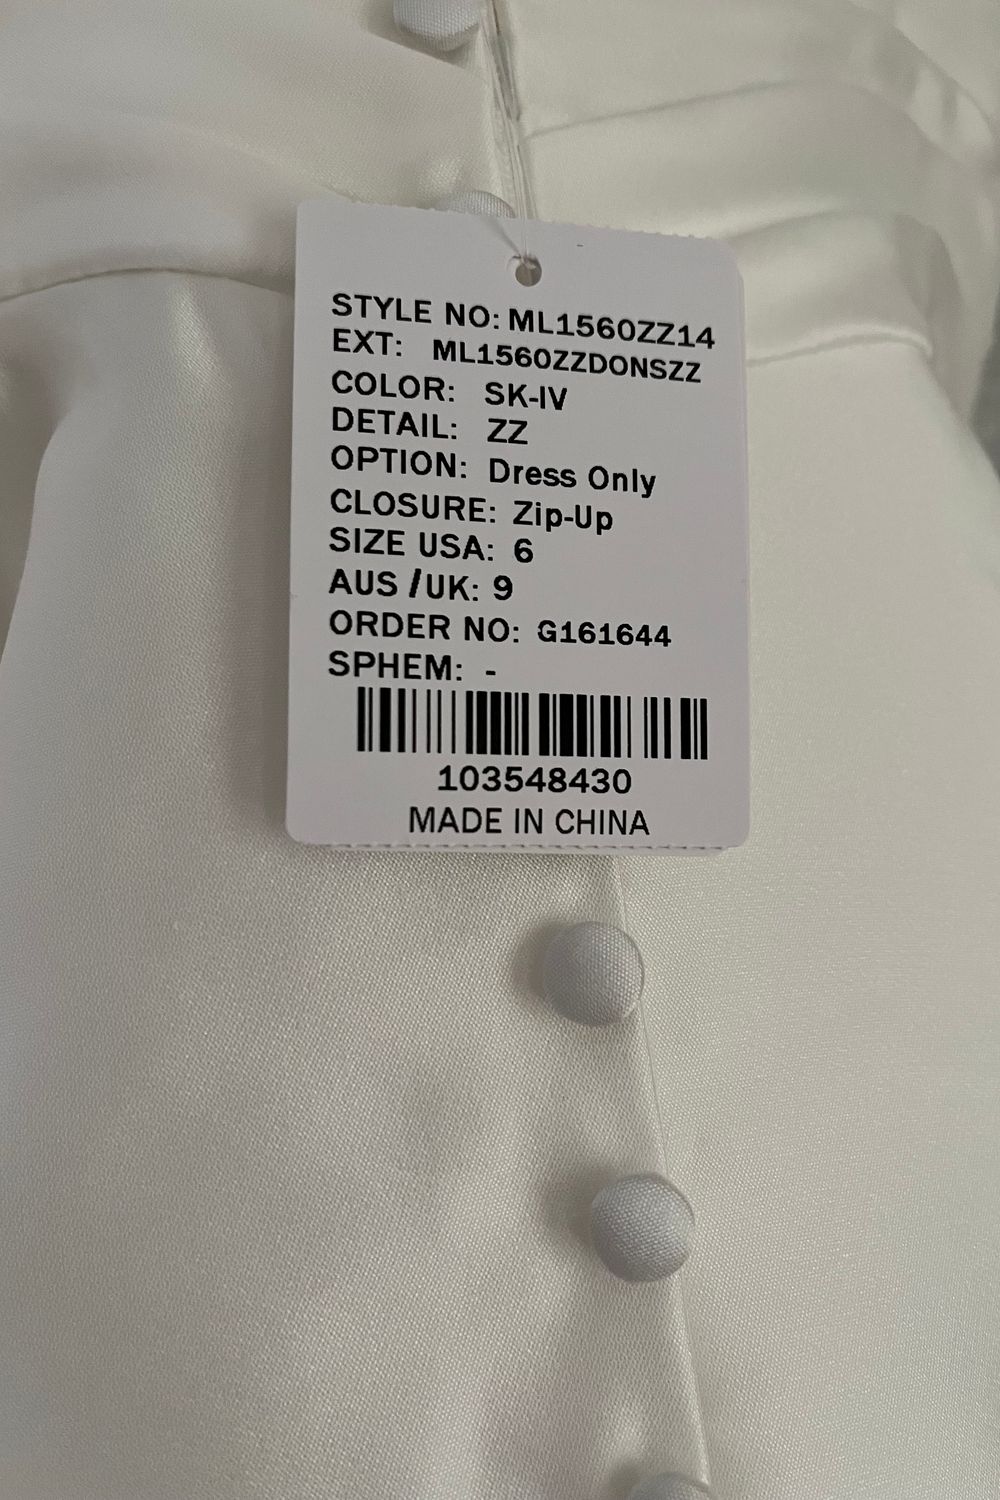 STYLE NO: ML1560ZZ14
EXT: ML1560ZZDONSZZ
COLOR: SK-IV
DETAIL: ZZ
OPTION: Dress Only
CLOSURE: Zip-Up
SIZE USA: 6
AUS /UK: 9
ORDER NO: G161644
SPHEM: -
103548430
MADE IN CHINA